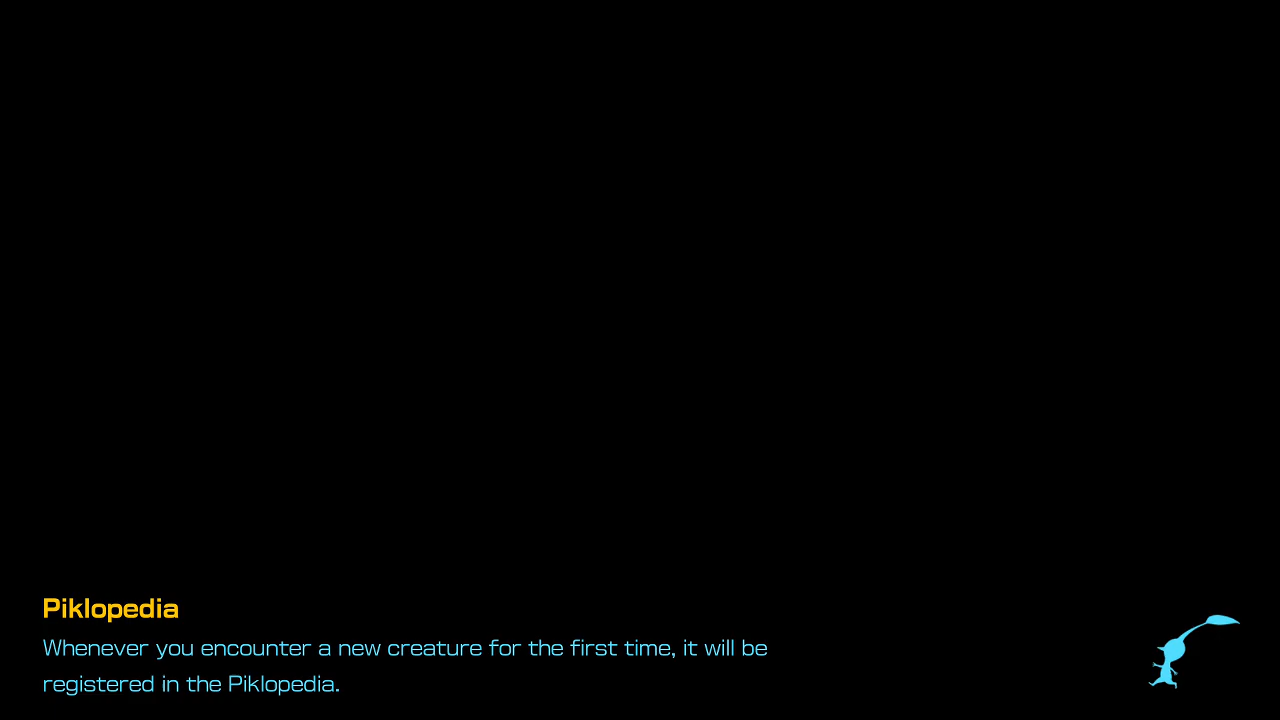 Piklopedia
Whenever you encounter a new creature for the first time, it will be
registered in the Piklopedia.